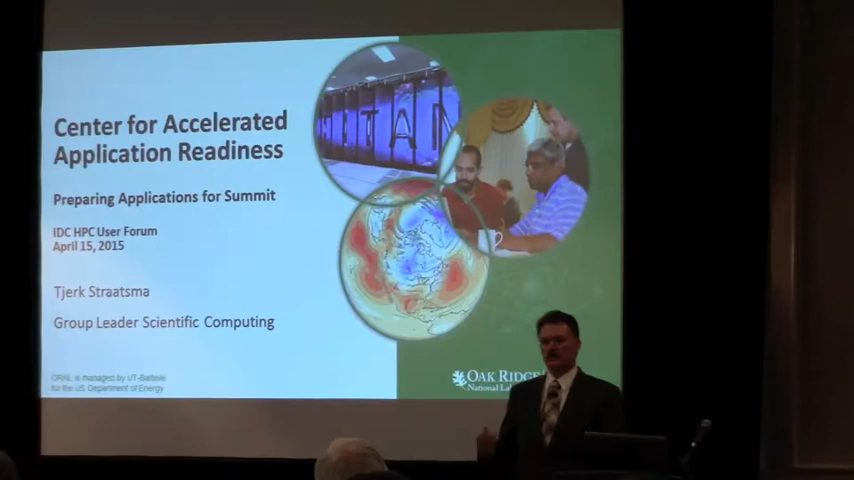 Center for Accelerated
Application Readiness
Preparing Applications for Summit
IDC HPC User Forum
April 15, 2015
Tjerk Straatsma
Group Leader Scientific Computing
ORNL is managed by UT-Battelle
for the US Department of Energy
TITAN
OAK RIDGE
National